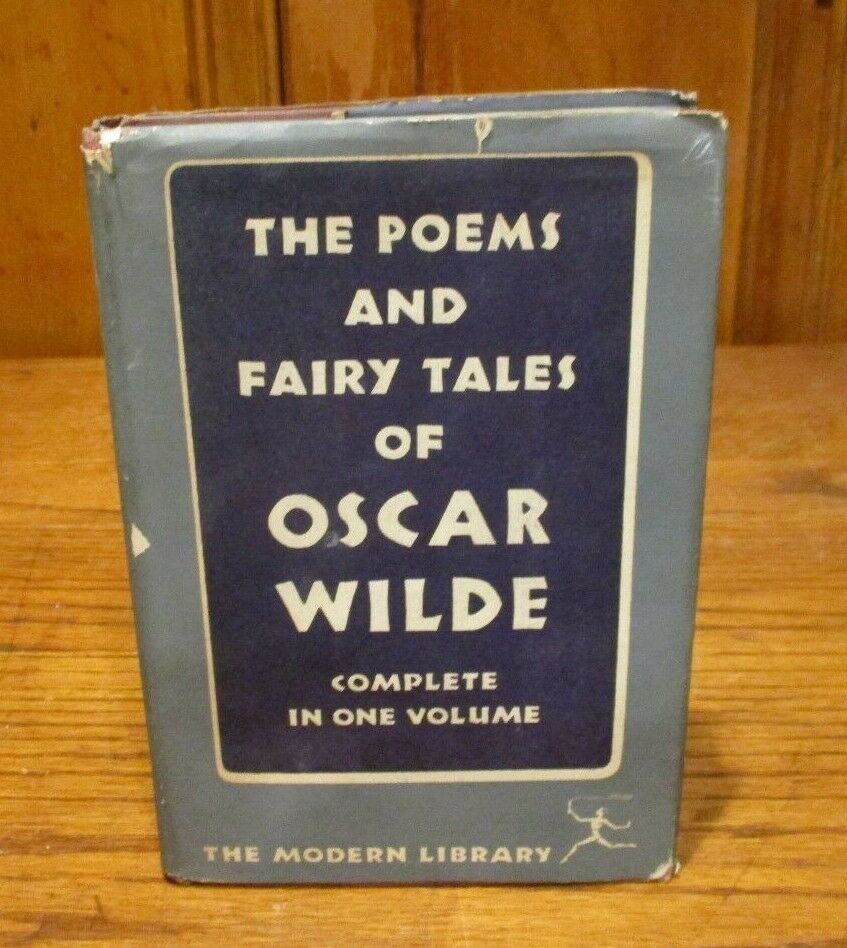 THE POEMS
AND
FAIRY TALES
OF
OSCAR
WILDE
COMPLETE
IN ONE VOLUME
THE MODERN LIBRARY